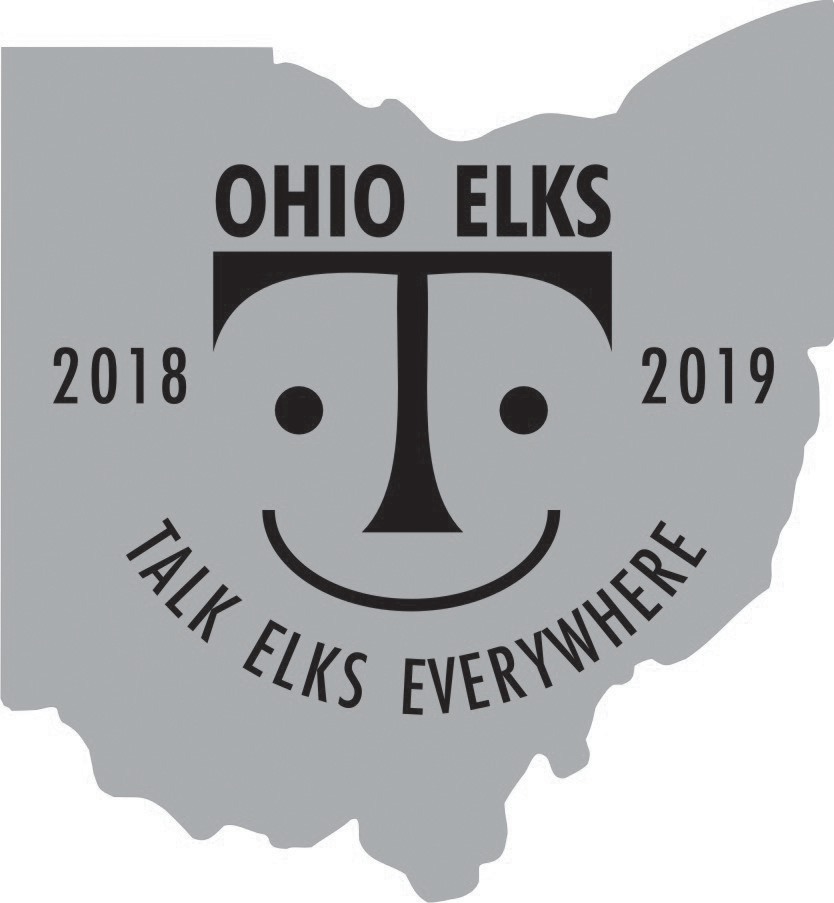 OHIO ELKS
T
2018 2019
TALK ELKS EVERYWHERE